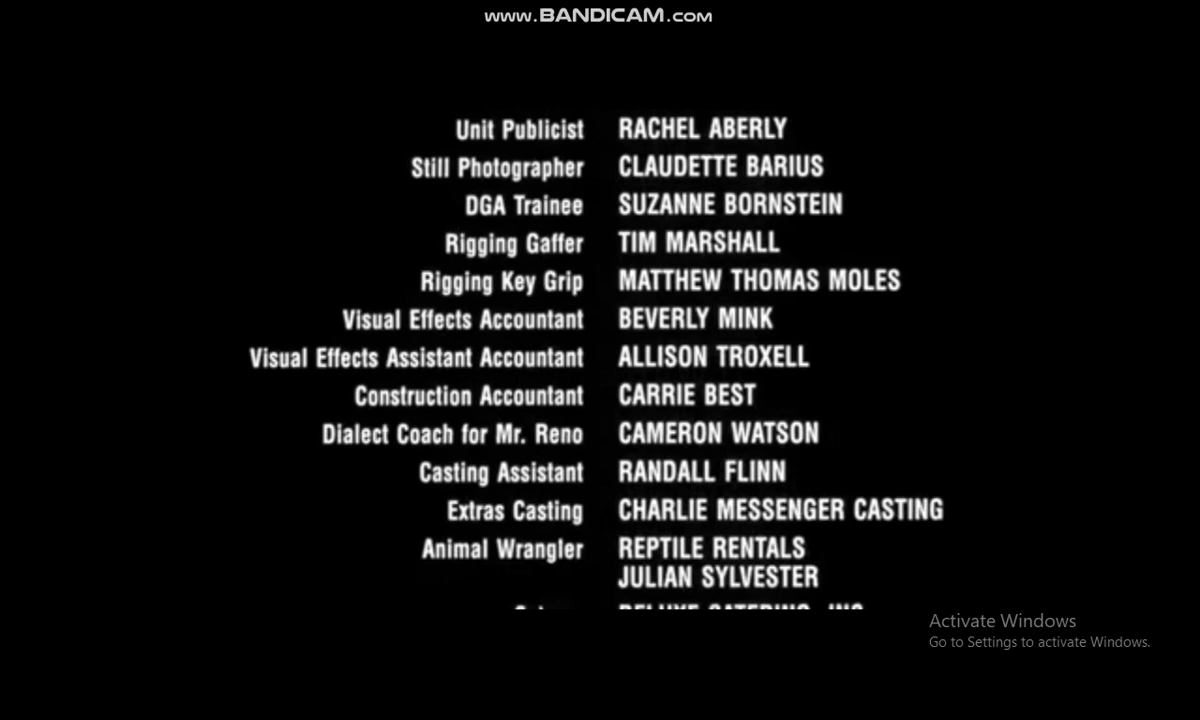 www.BANDICAM.com
Unit Publicist RACHEL ABERLY
Still Photographer CLAUDETTE BARIUS
DGA Trainee SUZANNE BORNSTEIN
Rigging Gaffer TIM MARSHALL
Rigging Key Grip MATTHEW THOMAS MOLES
Visual Effects Accountant BEVERLY MINK
Visual Effects Assistant Accountant ALLISON TROXELL
Construction Accountant CARRIE BEST
Dialect Coach for Mr. Reno CAMERON WATSON
Casting Assistant RANDALL FLINN
Extras Casting CHARLIE MESSENGER CASTING
Animal Wrangler REPTILE RENTALS
JULIAN SYLVESTER
DELUXE CATERING, INC.
Activate Windows
Go to Settings to activate Windows.